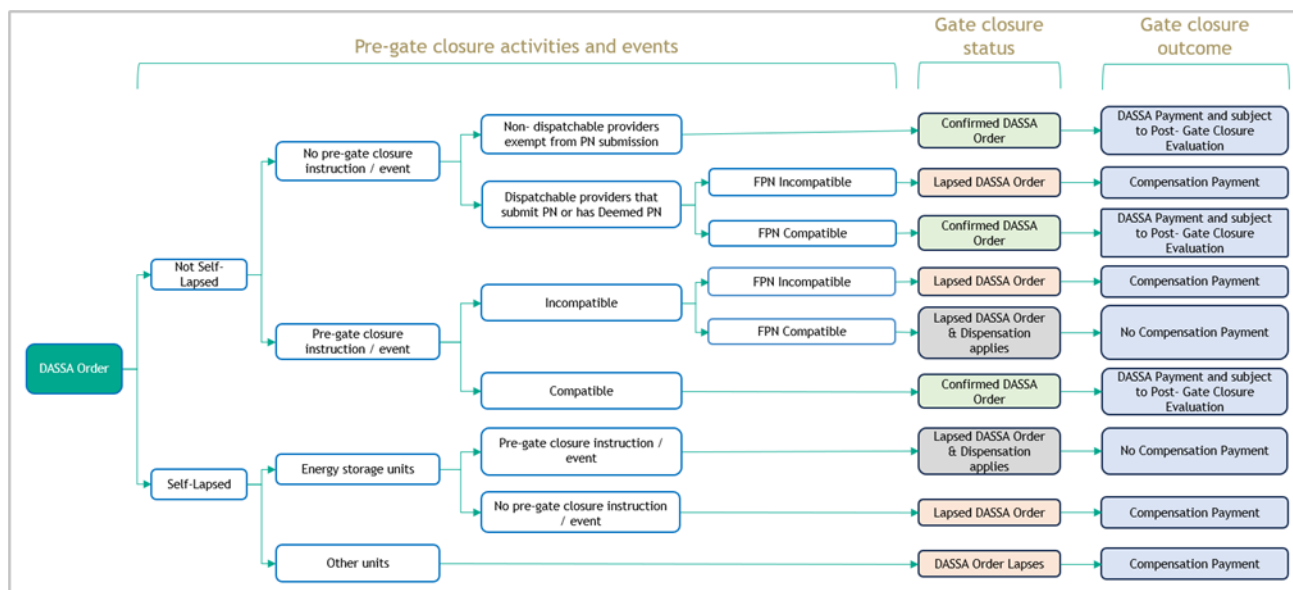 Pre-gate closure activities and events
Gate closure
status
Gate closure
outcome
Non- dispatchable providers
exempt from PN submission
Confirmed DASSA
Order
DASSA Payment and subject
to Post- Gate Closure
Evaluation
No pre-gate closure
instruction / event
FPN Incompatible
Lapsed DASSA Order
Compensation Payment
Dispatchable providers that
submit PN or has Deemed PN
FPN Compatible
Confirmed DASSA
Order
DASSA Payment and subject
to Post- Gate Closure
Evaluation
Not Self-
Lapsed
FPN Incompatible
Lapsed DASSA Order
Compensation Payment
Incompatible
Pre-gate closure
instruction / event
FPN Compatible
Lapsed DASSA Order
& Dispensation
applies
No Compensation Payment
DASSA Order
Compatible
Confirmed DASSA
Order
DASSA Payment and subject
to Post- Gate Closure
Evaluation
Self-Lapsed
Energy storage units
Pre-gate closure instruction /
event
Lapsed DASSA Order
& Dispensation
applies
No Compensation Payment
No pre-gate closure instruction
/ event
Lapsed DASSA Order
Compensation Payment
Other units
DASSA Order Lapses
Compensation Payment